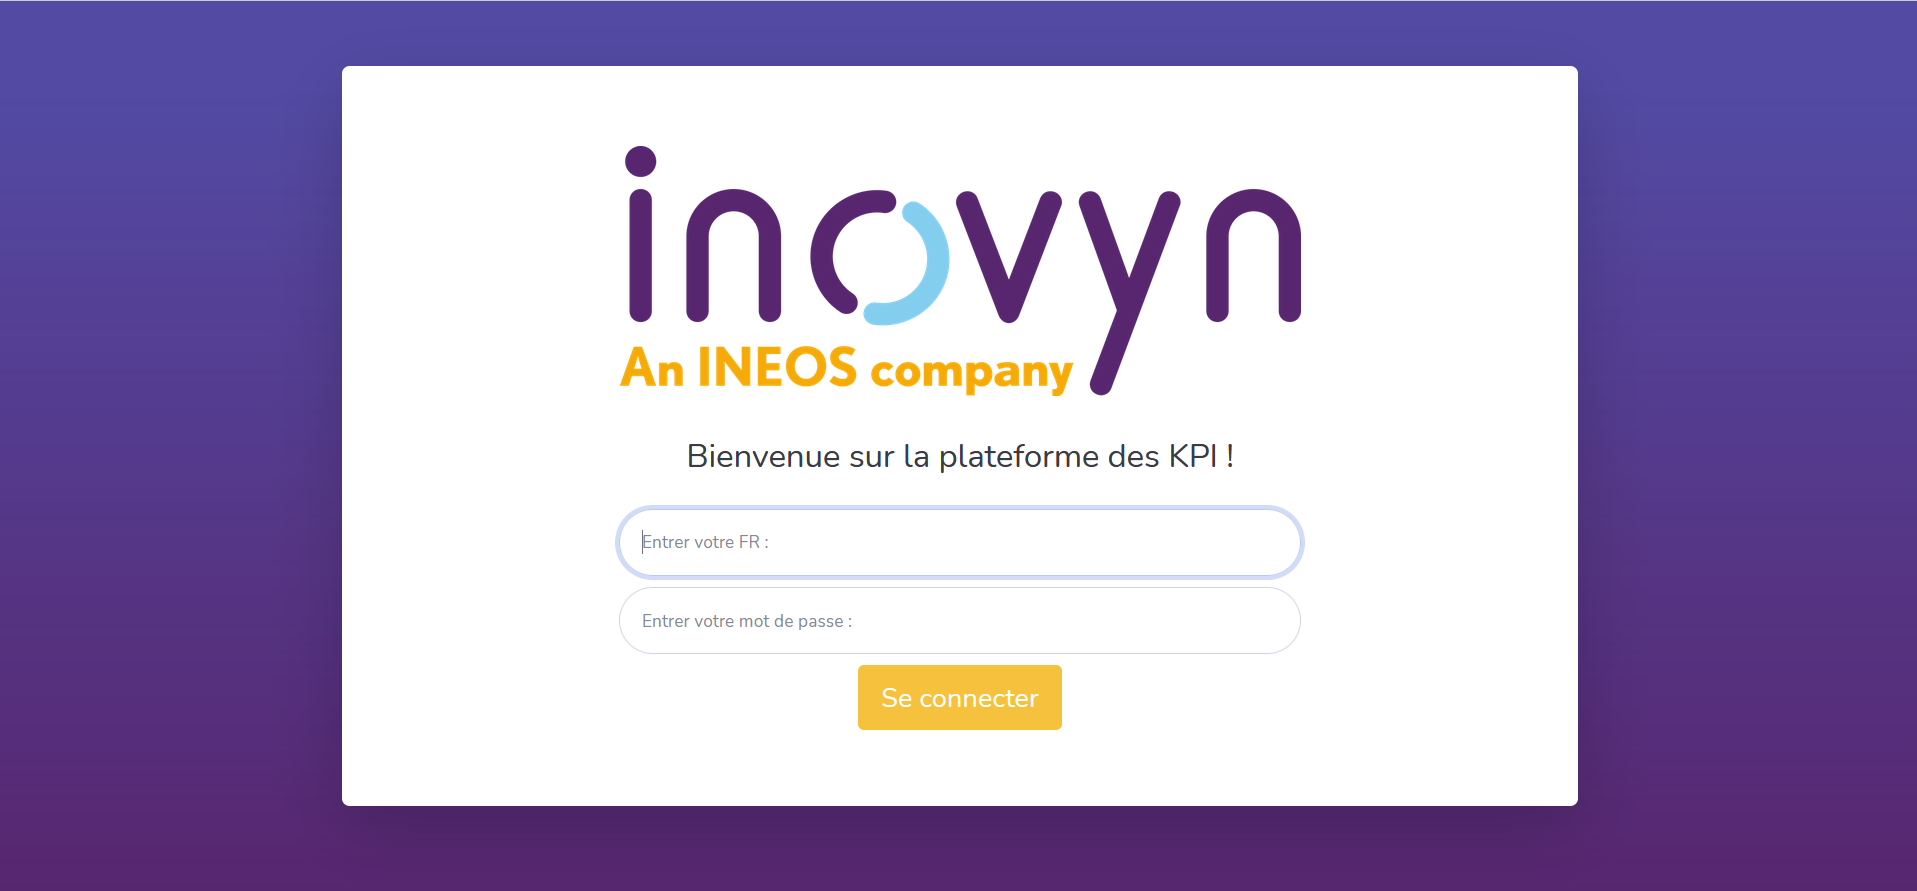 inovyn
An INEOS company
Bienvenue sur la plateforme des KPI !
Entrer votre FR :
Entrer votre mot de passe :
Se connecter